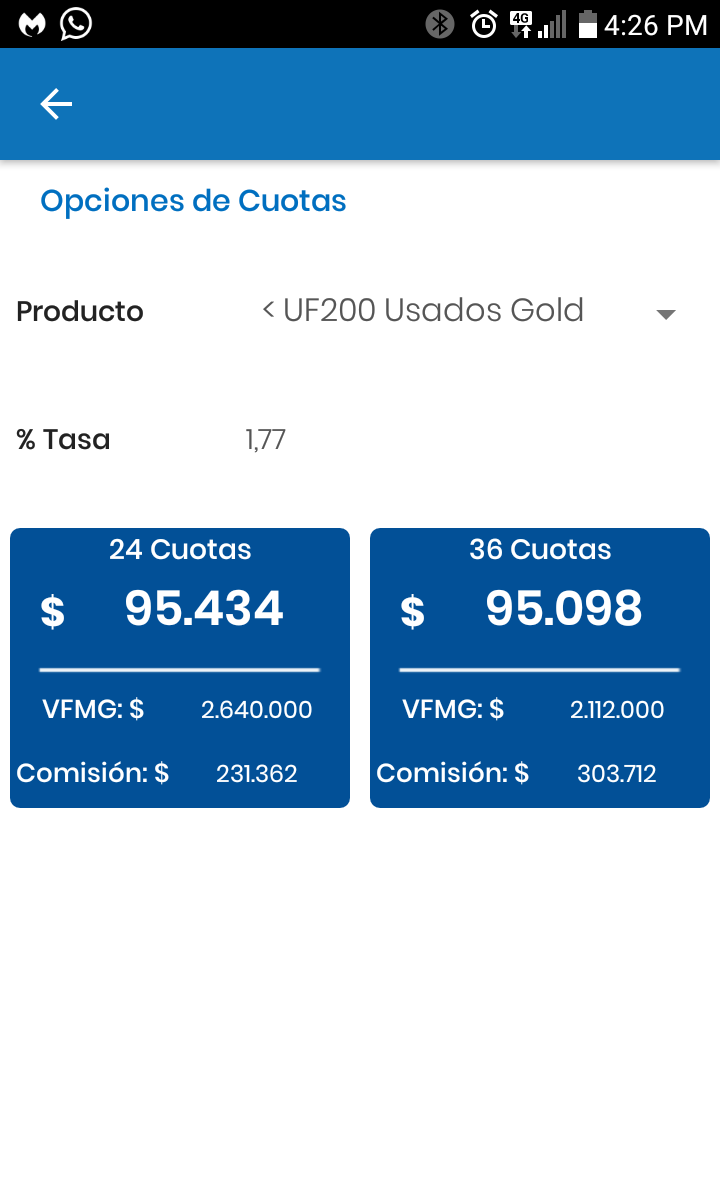 4G 4:26 PM
Opciones de Cuotas
Producto < UF200 Usados Gold
% Tasa 1,77
24 Cuotas
$ 95.434
VFMG: $ 2.640.000
Comisión: $ 231.362
36 Cuotas
$ 95.098
VFMG: $ 2.112.000
Comisión: $ 303.712